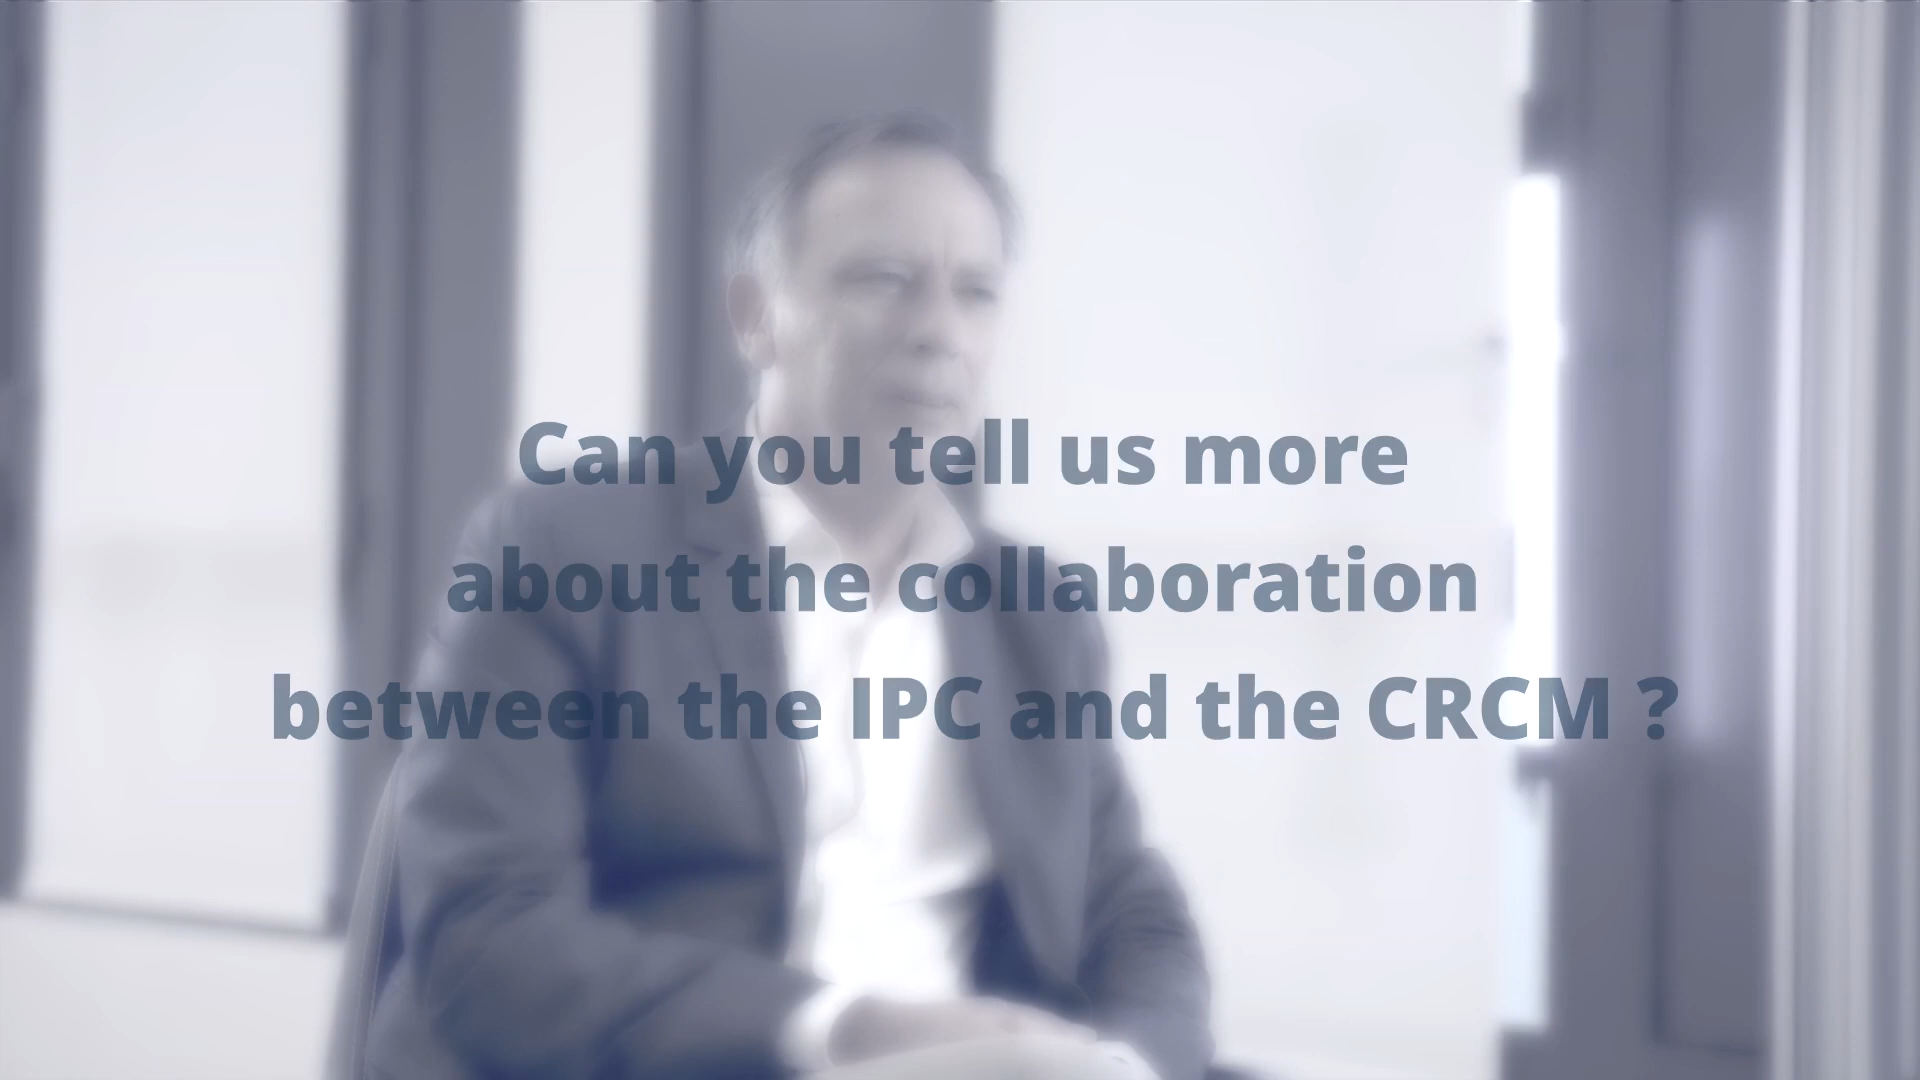 Can you tell us more
about the collaboration
between the IPC and the CRCM ?